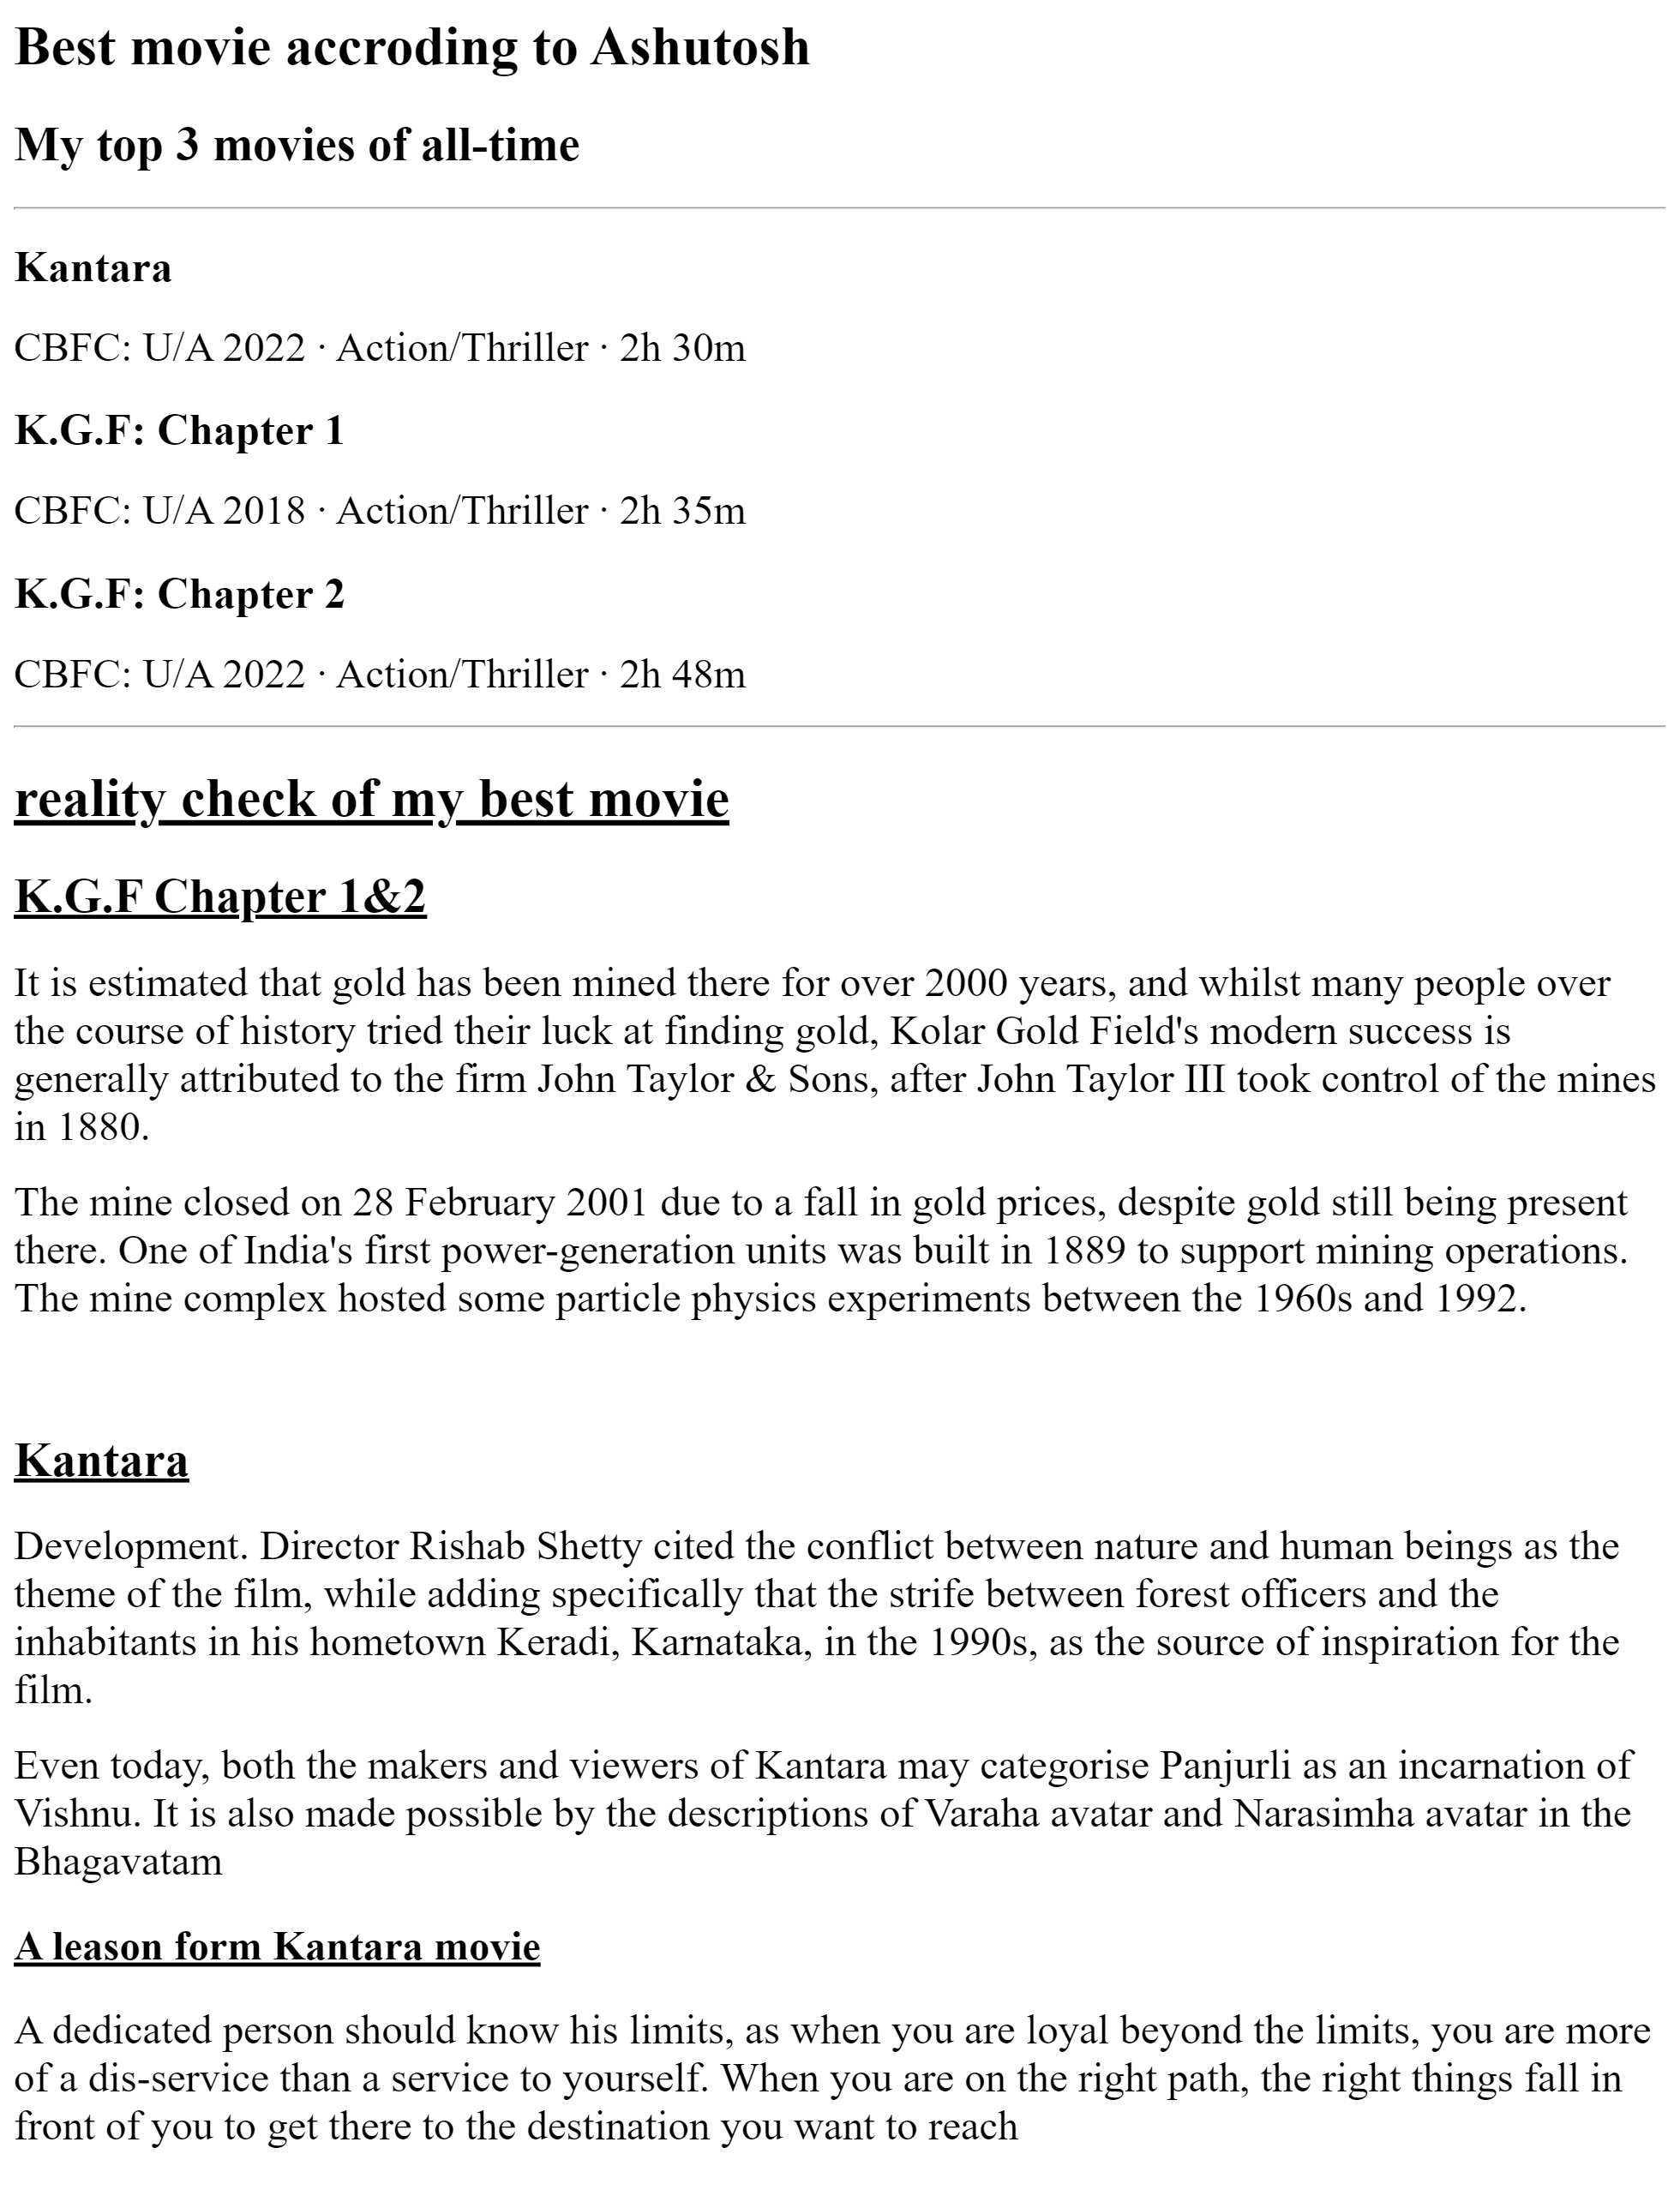 Best movie accroding to Ashutosh
My top 3 movies of all-time
Kantara
CBFC: U/A 2022 · Action/Thriller · 2h 30m
K.G.F: Chapter 1
CBFC: U/A 2018 · Action/Thriller · 2h 35m
K.G.F: Chapter 2
CBFC: U/A 2022 · Action/Thriller · 2h 48m
reality check of my best movie
K.G.F Chapter 1&2
It is estimated that gold has been mined there for over 2000 years, and whilst many people over
the course of history tried their luck at finding gold, Kolar Gold Field's modern success is
generally attributed to the firm John Taylor & Sons, after John Taylor III took control of the mines
in 1880.
The mine closed on 28 February 2001 due to a fall in gold prices, despite gold still being present
there. One of India's first power-generation units was built in 1889 to support mining operations.
The mine complex hosted some particle physics experiments between the 1960s and 1992.
Kantara
Development. Director Rishab Shetty cited the conflict between nature and human beings as the
theme of the film, while adding specifically that the strife between forest officers and the
inhabitants in his hometown Keradi, Karnataka, in the 1990s, as the source of inspiration for the
film.
Even today, both the makers and viewers of Kantara may categorise Panjurli as an incarnation of
Vishnu. It is also made possible by the descriptions of Varaha avatar and Narasimha avatar in the
Bhagavatam
A leason form Kantara movie
A dedicated person should know his limits, as when you are loyal beyond the limits, you are more
of a dis-service than a service to yourself. When you are on the right path, the right things fall in
front of you to get there to the destination you want to reach